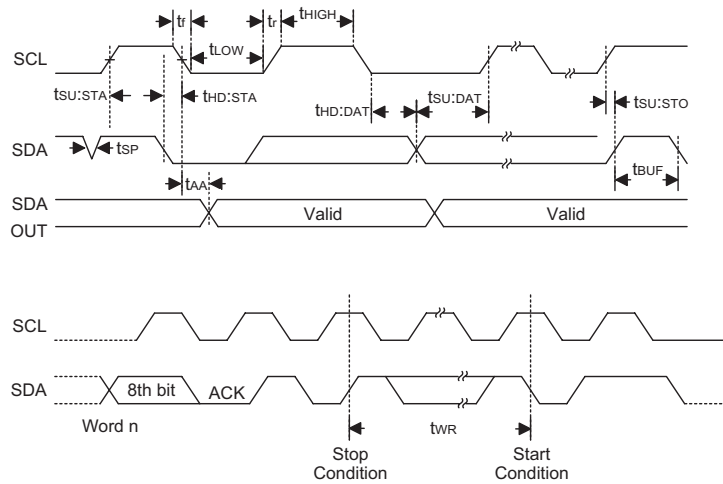 tf
tr
tHIGH
tLOW
SCL
tSU:STA
tHD:STA
tHD:DAT
tSU:DAT
tSU:STO
SDA
tSP
tBUF
tAA
SDA
OUT
Valid
Valid
SCL
SDA
8th bit
ACK
Word n
tWR
Stop
Condition
Start
Condition